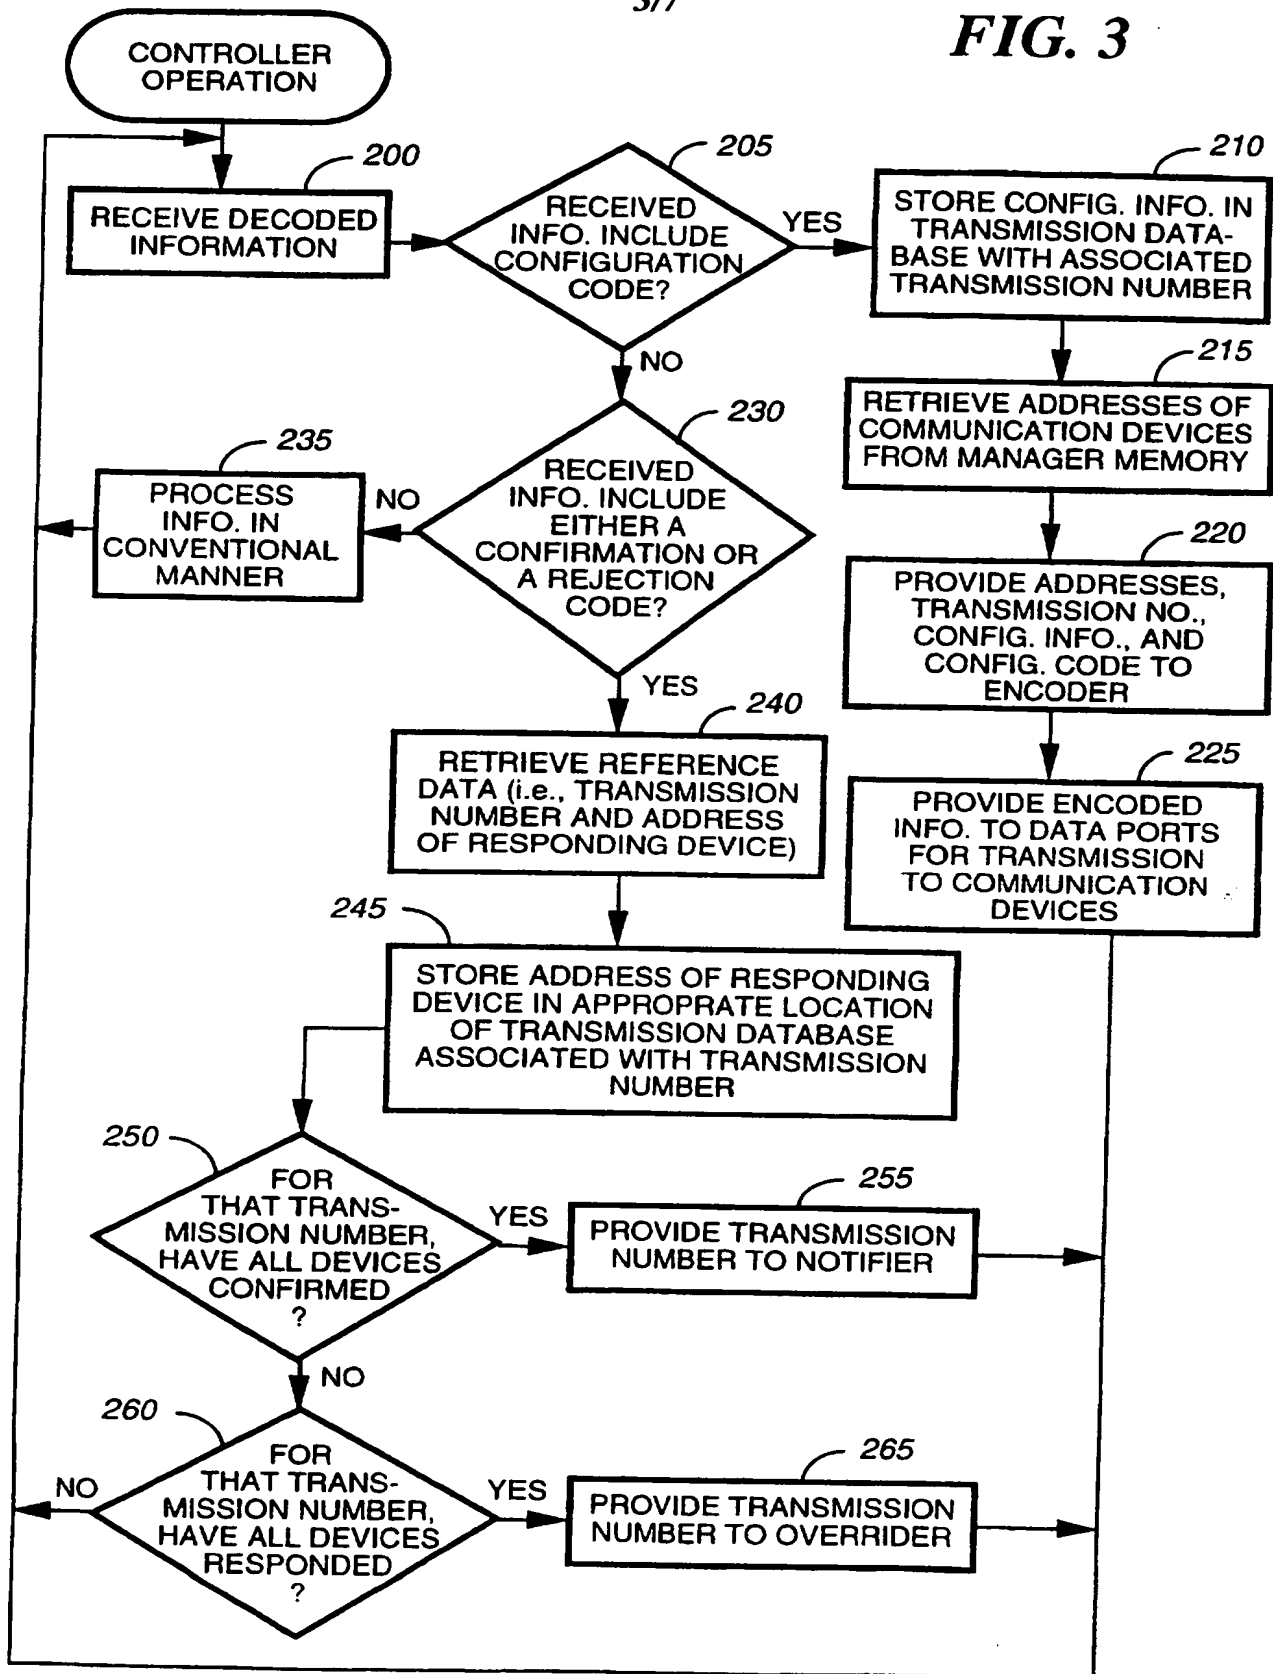 3/7
FIG. 3
CONTROLLER
OPERATION
200
RECEIVE DECODED
INFORMATION
205
RECEIVED
INFO. INCLUDE
CONFIGURATION
CODE?
YES
210
STORE CONFIG. INFO. IN
TRANSMISSION DATA-
BASE WITH ASSOCIATED
TRANSMISSION NUMBER
NO
215
RETRIEVE ADDRESSES OF
COMMUNICATION DEVICES
FROM MANAGER MEMORY
230
RECEIVED
INFO. INCLUDE
EITHER A
CONFIRMATION OR
A REJECTION
CODE?
NO
235
PROCESS
INFO. IN
CONVENTIONAL
MANNER
220
PROVIDE ADDRESSES,
TRANSMISSION NO.,
CONFIG. INFO., AND
CONFIG. CODE TO
ENCODER
YES
240
RETRIEVE REFERENCE
DATA (i.e., TRANSMISSION
NUMBER AND ADDRESS
OF RESPONDING DEVICE)
225
PROVIDE ENCODED
INFO. TO DATA PORTS
FOR TRANSMISSION
TO COMMUNICATION
DEVICES
245
STORE ADDRESS OF RESPONDING
DEVICE IN APPROPRATE LOCATION
OF TRANSMISSION DATABASE
ASSOCIATED WITH TRANSMISSION
NUMBER
250
FOR
THAT TRANS-
MISSION NUMBER,
HAVE ALL DEVICES
CONFIRMED
?
YES
255
PROVIDE TRANSMISSION
NUMBER TO NOTIFIER
NO
260
FOR
THAT TRANS-
MISSION NUMBER,
HAVE ALL DEVICES
RESPONDED
?
NO
YES
265
PROVIDE TRANSMISSION
NUMBER TO OVERRIDER